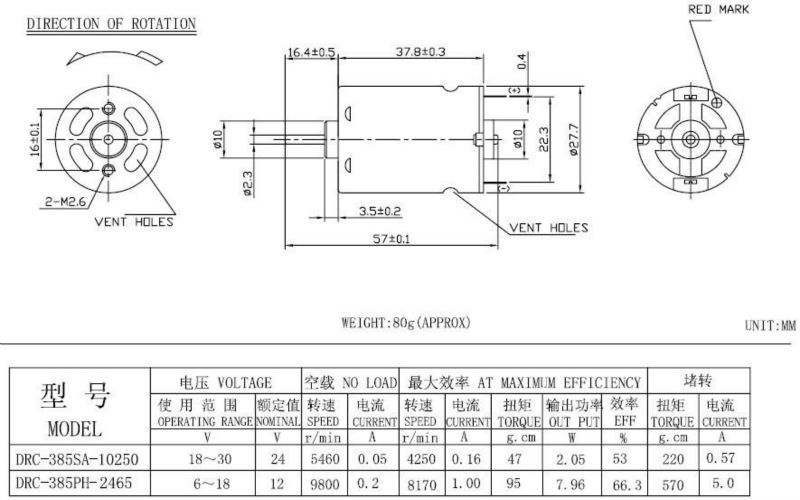 RED MARK
DIRECTION OF ROTATION
16.4±0.5
37.8±0.3
0.4
(+)
16±0.1
ø10
ø2.3
ø10
22.3
ø27.7
(-)
2-M2.6
3.5±0.2
VENT HOLES
VENT HOLES
57±0.1
WEIGHT:80g(APPROX)
UNIT:MM
型号 MODEL
电压 VOLTAGE 空载 NO LOAD 最大效率 AT MAXIMUM EFFICIENCY 堵转
使用范围 额定值 转速 电流 转速 电流 扭矩 输出功率 效率 扭矩 电流
OPERATING RANGE NOMINAL SPEED CURRENT SPEED CURRENT TORQUE OUT PUT EFF TORQUE CURRENT
V V r/min A r/min A g.cm W % g.cm A
DRC-385SA-10250 18～30 24 5460 0.05 4250 0.16 47 2.05 53 220 0.57
DRC-385PH-2465 6～18 12 9800 0.2 8170 1.00 95 7.96 66.3 570 5.0